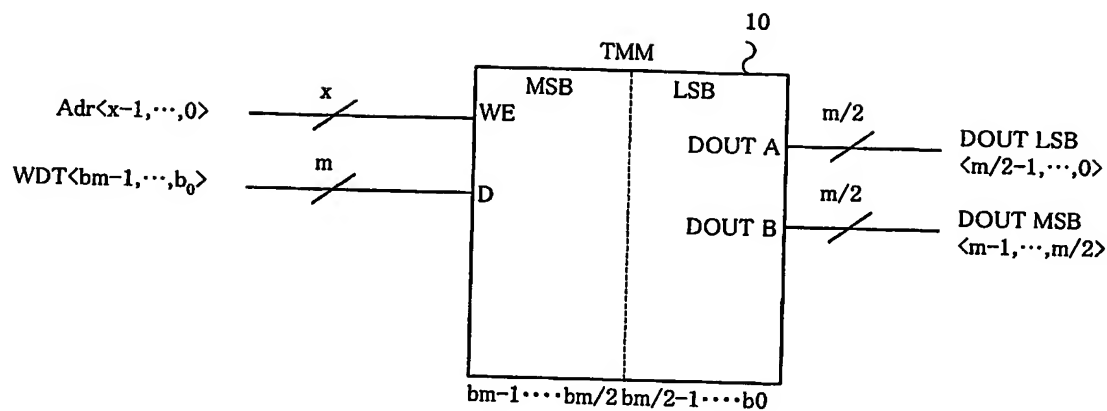 10
TMM
MSB
LSB
x
Adr<x-1,⋯,0>
WE
m
WDT<bm-1,⋯,b₀>
D
m/2
DOUT A
DOUT LSB
<m/2-1,⋯,0>
m/2
DOUT B
DOUT MSB
<m-1,⋯,m/2>
bm-1⋯⋅bm/2 bm/2-1⋯⋅b0